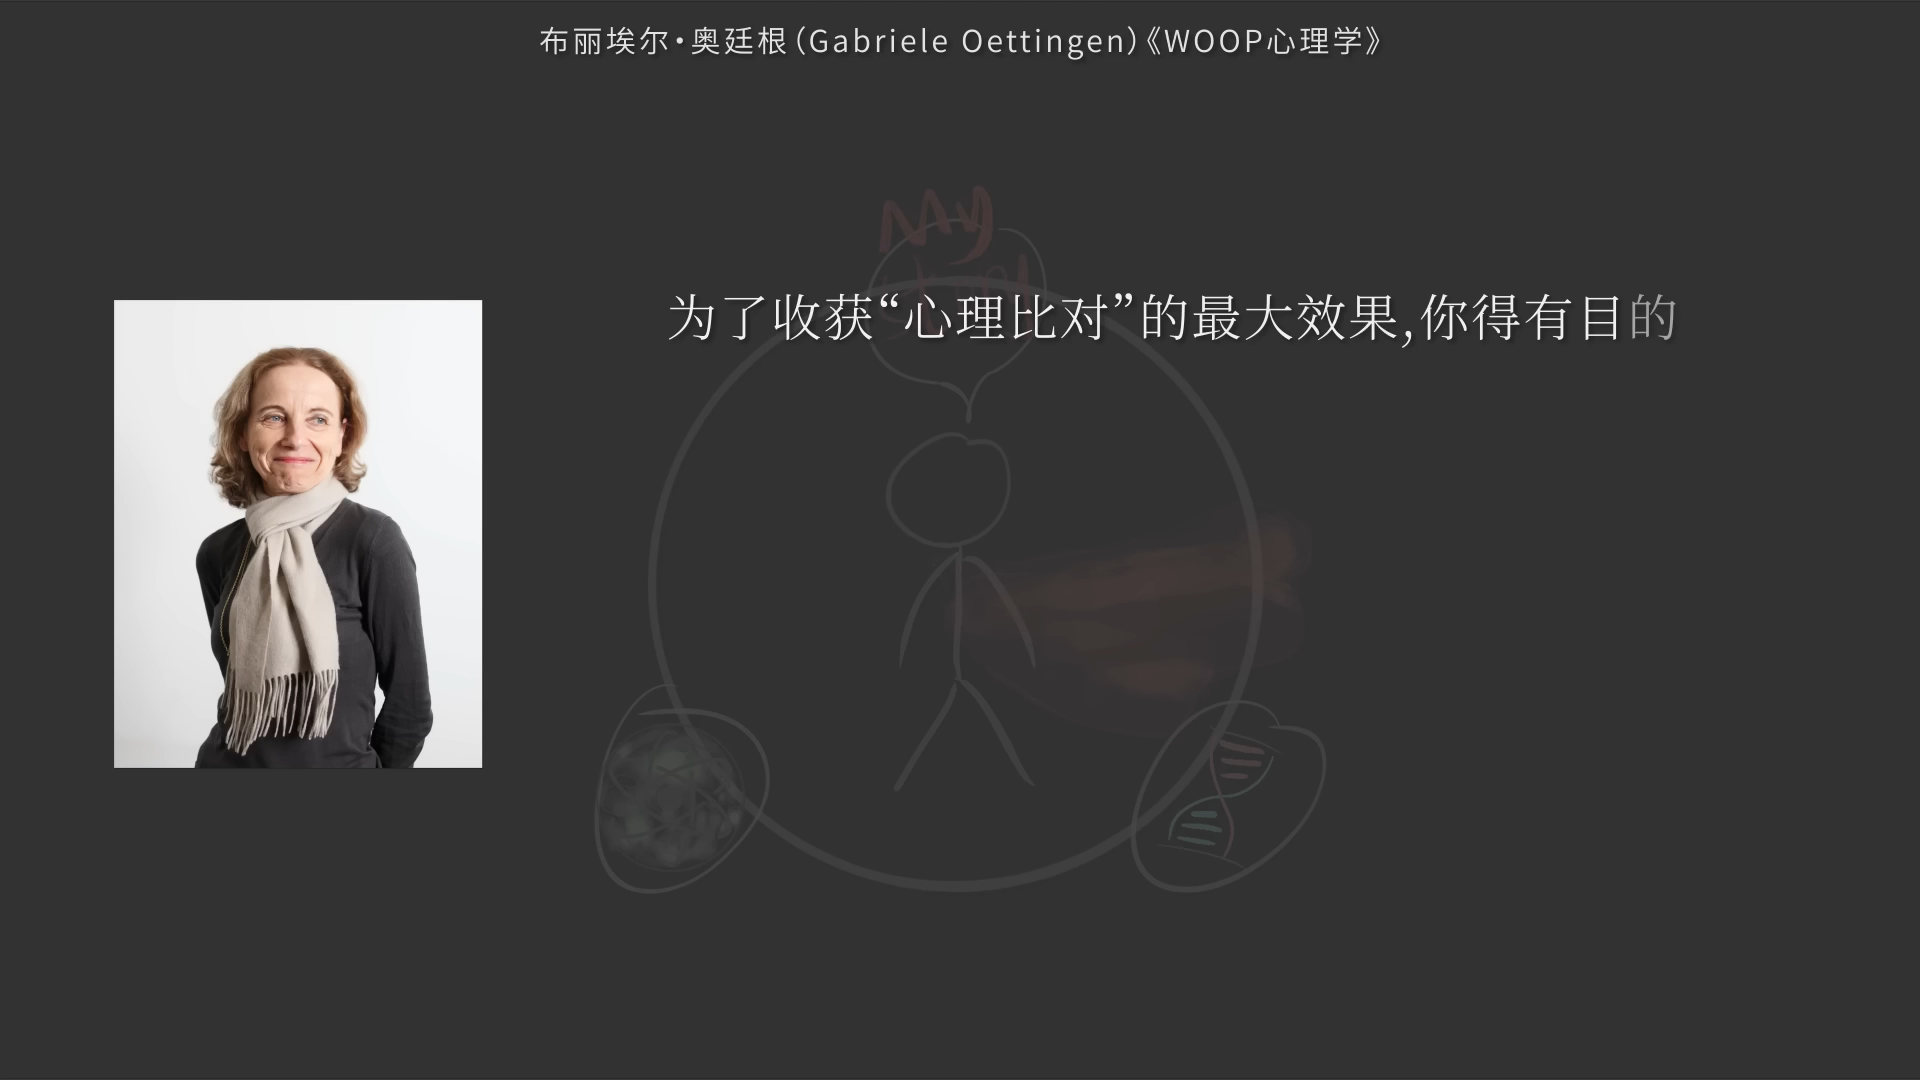 布丽埃尔·奥廷根(Gabriele Oettingen)《WOOP心理学》
My
为了收获“心理比对”的最大效果,你得有目的